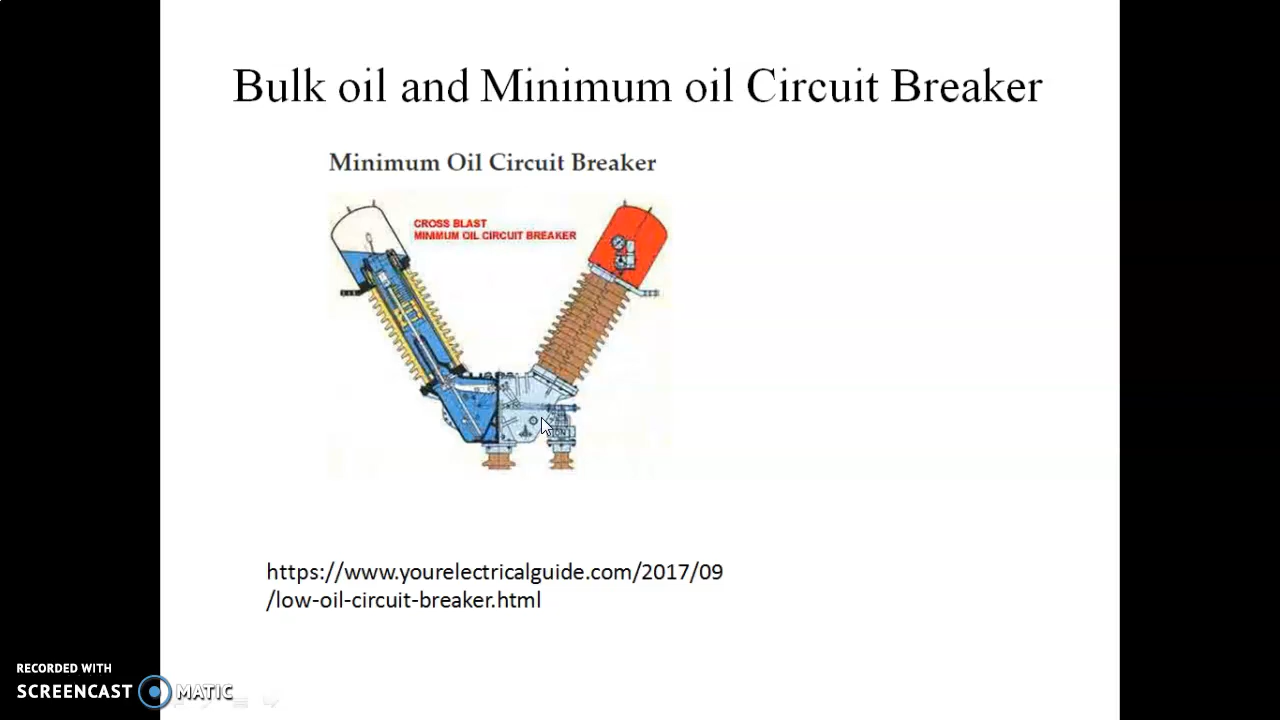 Bulk oil and Minimum oil Circuit Breaker
Minimum Oil Circuit Breaker
CROSS BLAST
MINIMUM OIL CIRCUIT BREAKER
https://www.yourelectricalguide.com/2017/09
/low-oil-circuit-breaker.html
RECORDED WITH
SCREENCAST MATIC